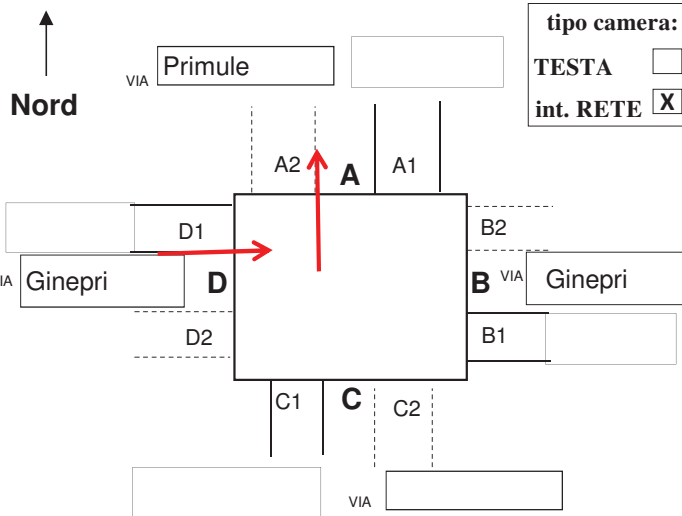 tipo camera:
TESTA
int. RETE X
Nord
VIA Primule
A2 A A1
D1 B2
VIA Ginepri D B VIA Ginepri
D2 B1
C1 C C2
VIA